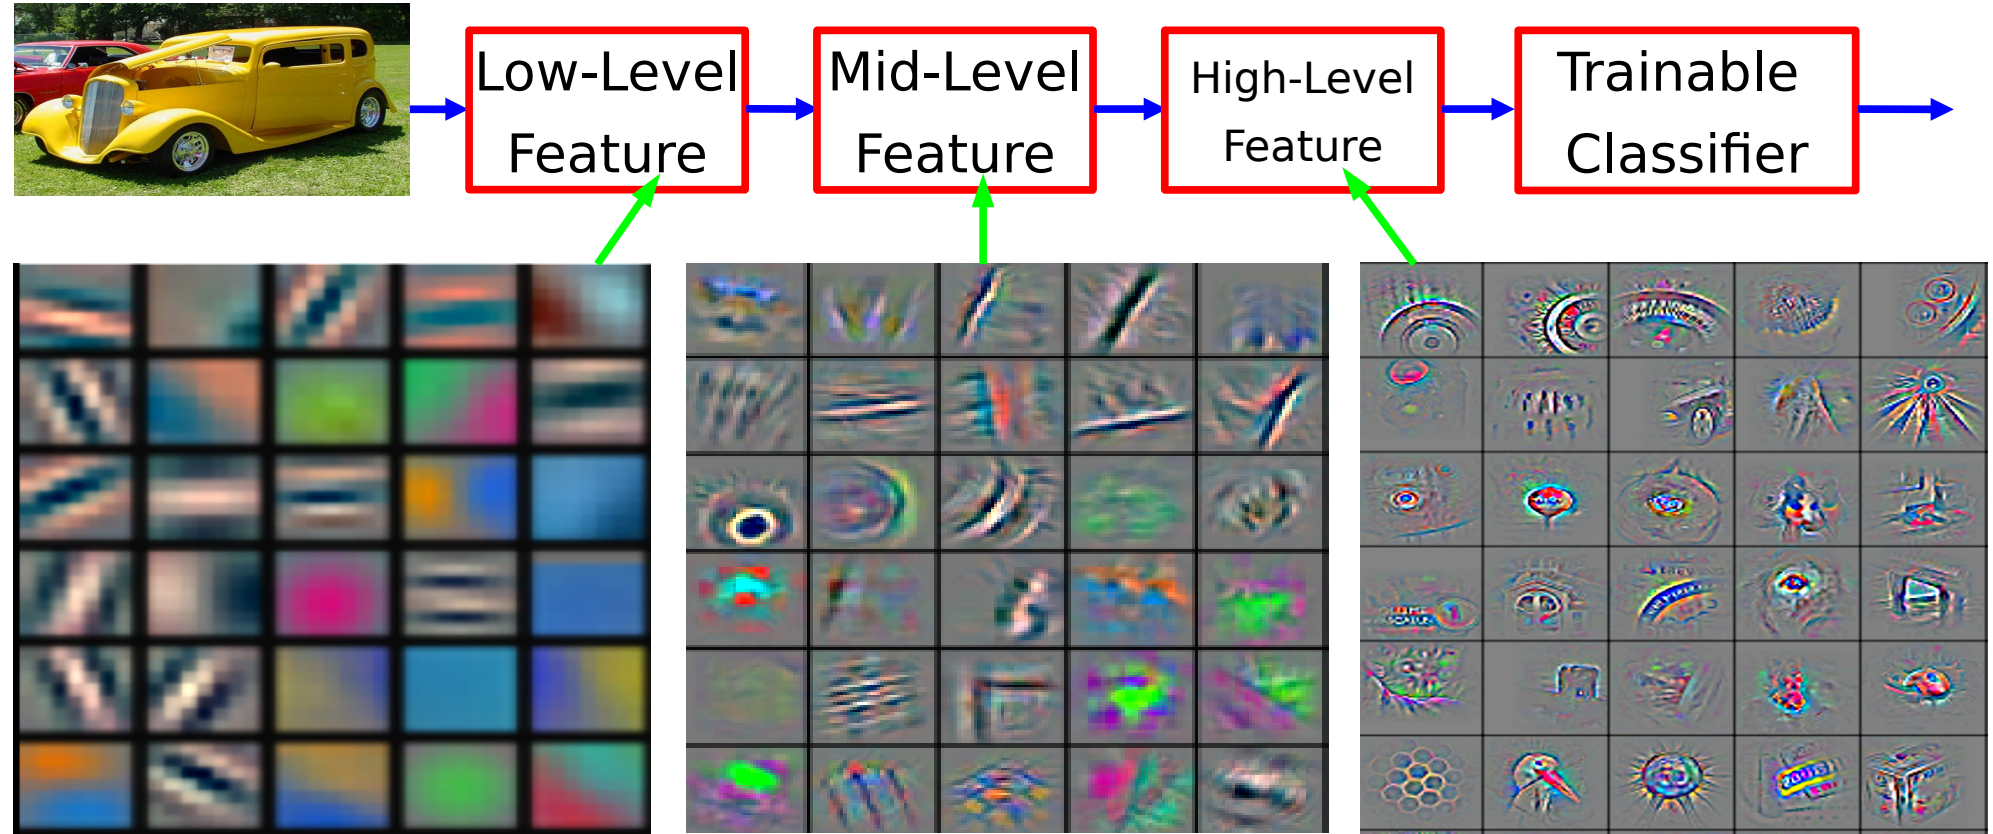 Low-Level
Feature
Mid-Level
Feature
High-Level
Feature
Trainable
Classifier